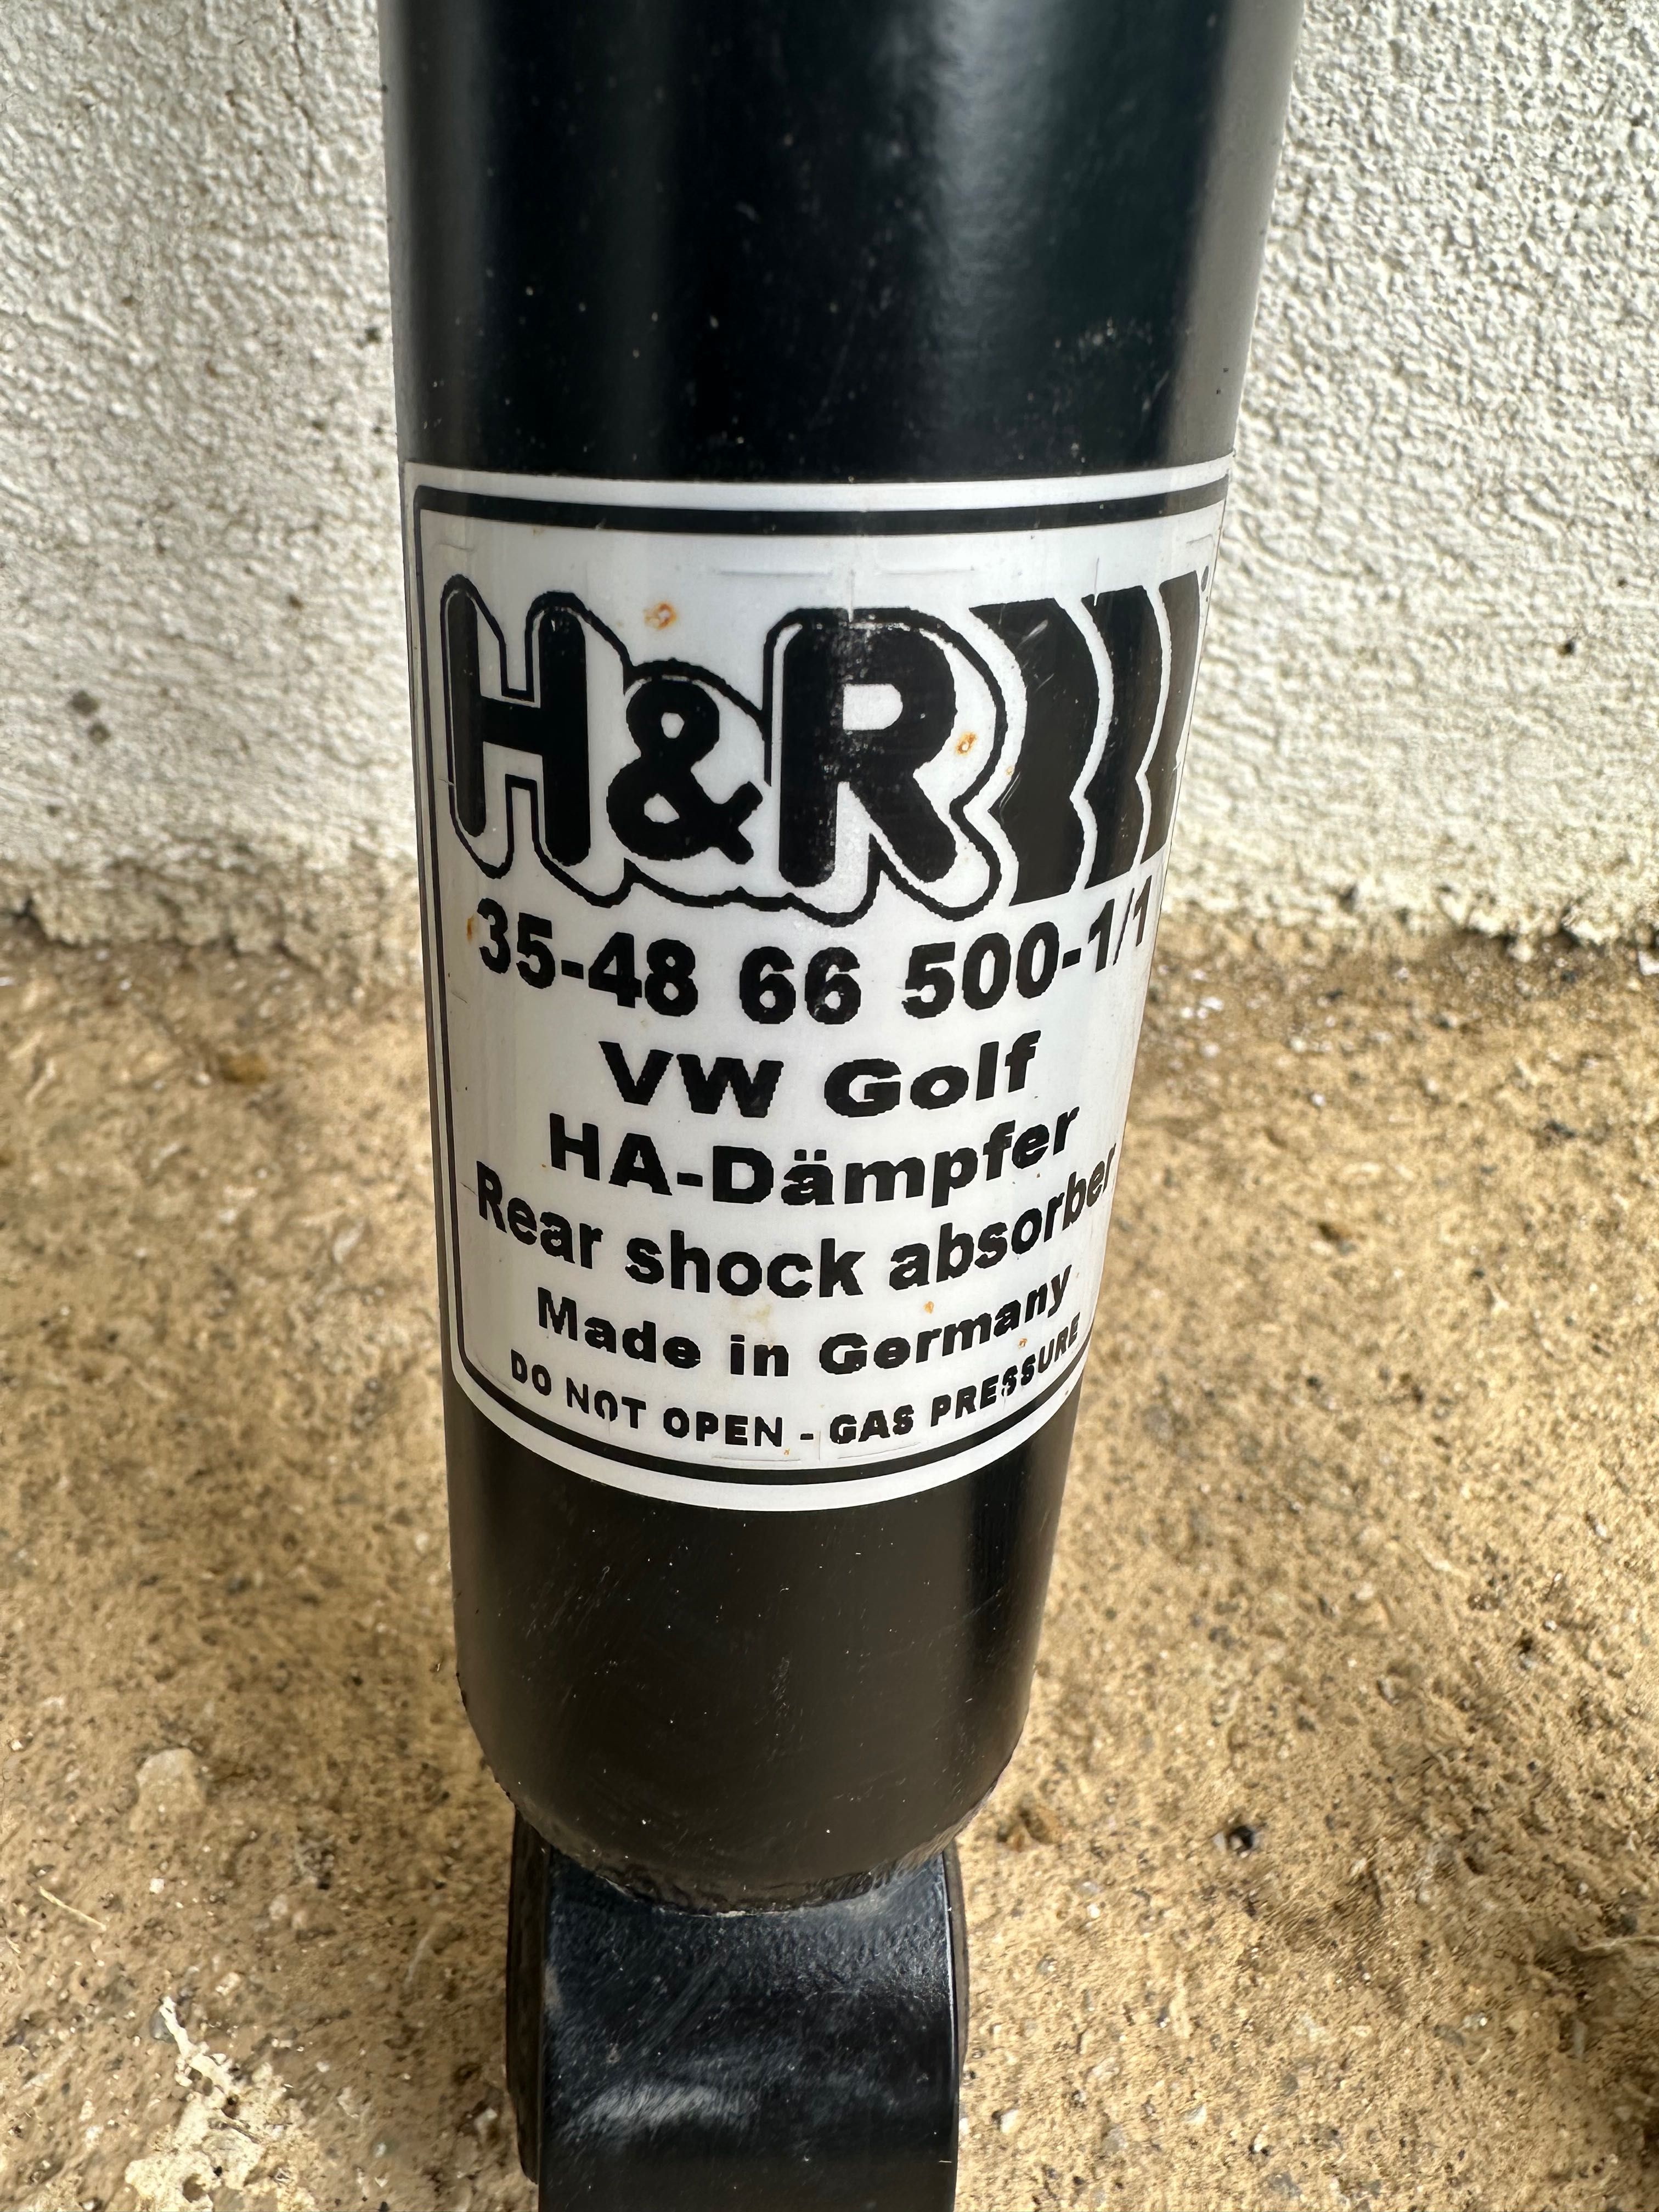 H&R
35-48 66 500-1/1
VW Golf
HA-Dämpfer
Rear shock absorber
Made in Germany
DO NOT OPEN - GAS PRESSURE